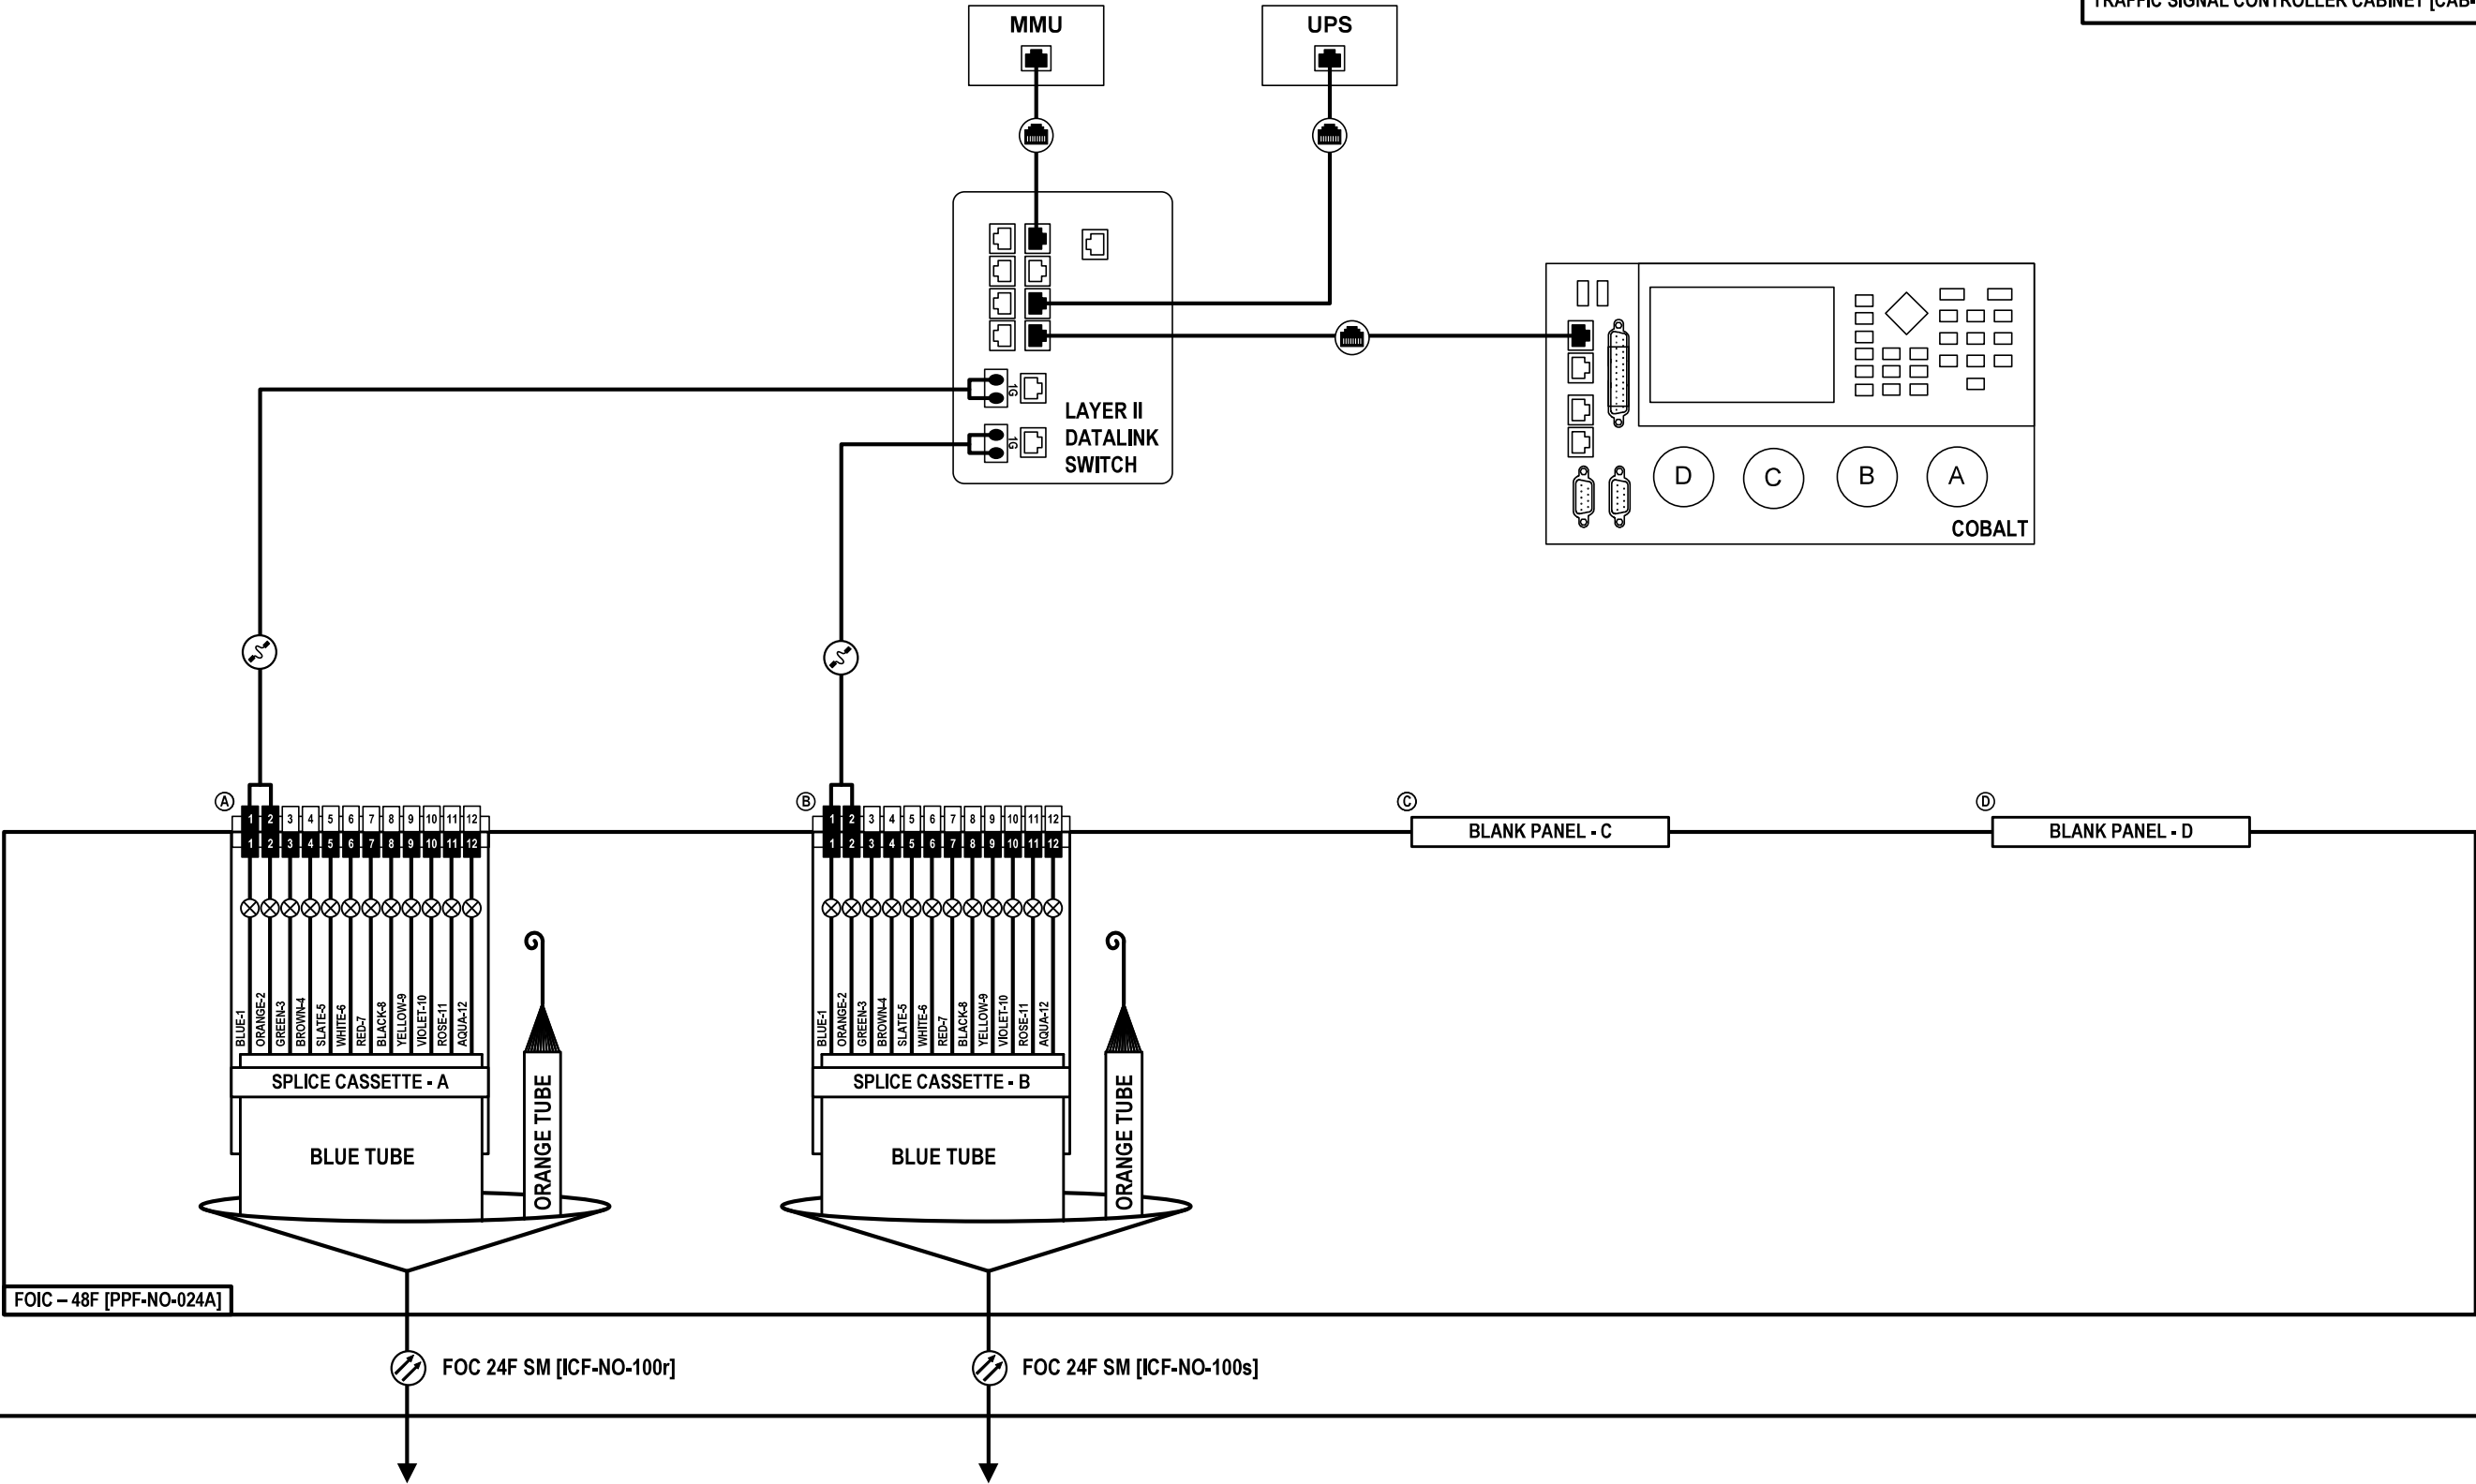 TRAFFIC SIGNAL CONTROLLER CABINET [CAB-
MMU
UPS
1G
1G
LAYER II
DATALINK
SWITCH
D
C
B
A
COBALT
A
1 2 3 4 5 6 7 8 9 10 11 12
1 2 3 4 5 6 7 8 9 10 11 12
BLUE-1
ORANGE-2
GREEN-3
BROWN-4
SLATE-5
WHITE-6
RED-7
BLACK-8
YELLOW-9
VIOLET-10
ROSE-11
AQUA-12
SPLICE CASSETTE - A
BLUE TUBE
ORANGE TUBE
B
1 2 3 4 5 6 7 8 9 10 11 12
1 2 3 4 5 6 7 8 9 10 11 12
BLUE-1
ORANGE-2
GREEN-3
BROWN-4
SLATE-5
WHITE-6
RED-7
BLACK-8
YELLOW-9
VIOLET-10
ROSE-11
AQUA-12
SPLICE CASSETTE - B
BLUE TUBE
ORANGE TUBE
C
BLANK PANEL - C
D
BLANK PANEL - D
FOIC – 48F [PPF-NO-024A]
FOC 24F SM [ICF-NO-100r]
FOC 24F SM [ICF-NO-100s]